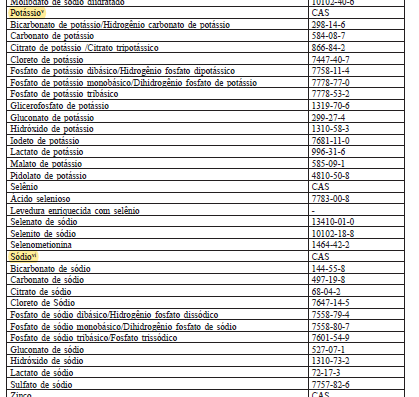 Molibdato de sódio diidratado 10102-40-6
Potássioᵛ CAS
Bicarbonato de potássio/Hidrogênio carbonato de potássio 298-14-6
Carbonato de potássio 584-08-7
Citrato de potássio /Citrato tripotássico 866-84-2
Cloreto de potássio 7447-40-7
Fosfato de potássio dibásico/Hidrogênio fosfato dipotássico 7758-11-4
Fosfato de potássio monobásico/Dihidrogênio fosfato de potássio 7778-77-0
Fosfato de potássio tribásico 7778-53-2
Glicerofosfato de potássio 1319-70-6
Gluconato de potássio 299-27-4
Hidróxido de potássio 1310-58-3
Iodeto de potássio 7681-11-0
Lactato de potássio 996-31-6
Malato de potássio 585-09-1
Pidolato de potássio 4810-50-8
Selênio CAS
Acido selenioso 7783-00-8
Levedura enriquecida com selênio -
Selenato de sódio 13410-01-0
Selenito de sódio 10102-18-8
Selenometionina 1464-42-2
Sódioᵛⁱ CAS
Bicarbonato de sódio 144-55-8
Carbonato de sódio 497-19-8
Citrato de sódio 68-04-2
Cloreto de Sódio 7647-14-5
Fosfato de sódio dibásico/Hidrogênio fosfato dissódico 7558-79-4
Fosfato de sódio monobásico/Dihidrogênio fosfato de sódio 7558-80-7
Fosfato de sódio tribásico/Fosfato trissódico 7601-54-9
Gluconato de sódio 527-07-1
Hidróxido de sódio 1310-73-2
Lactato de sódio 72-17-3
Sulfato de sódio 7757-82-6
Zinco CAS